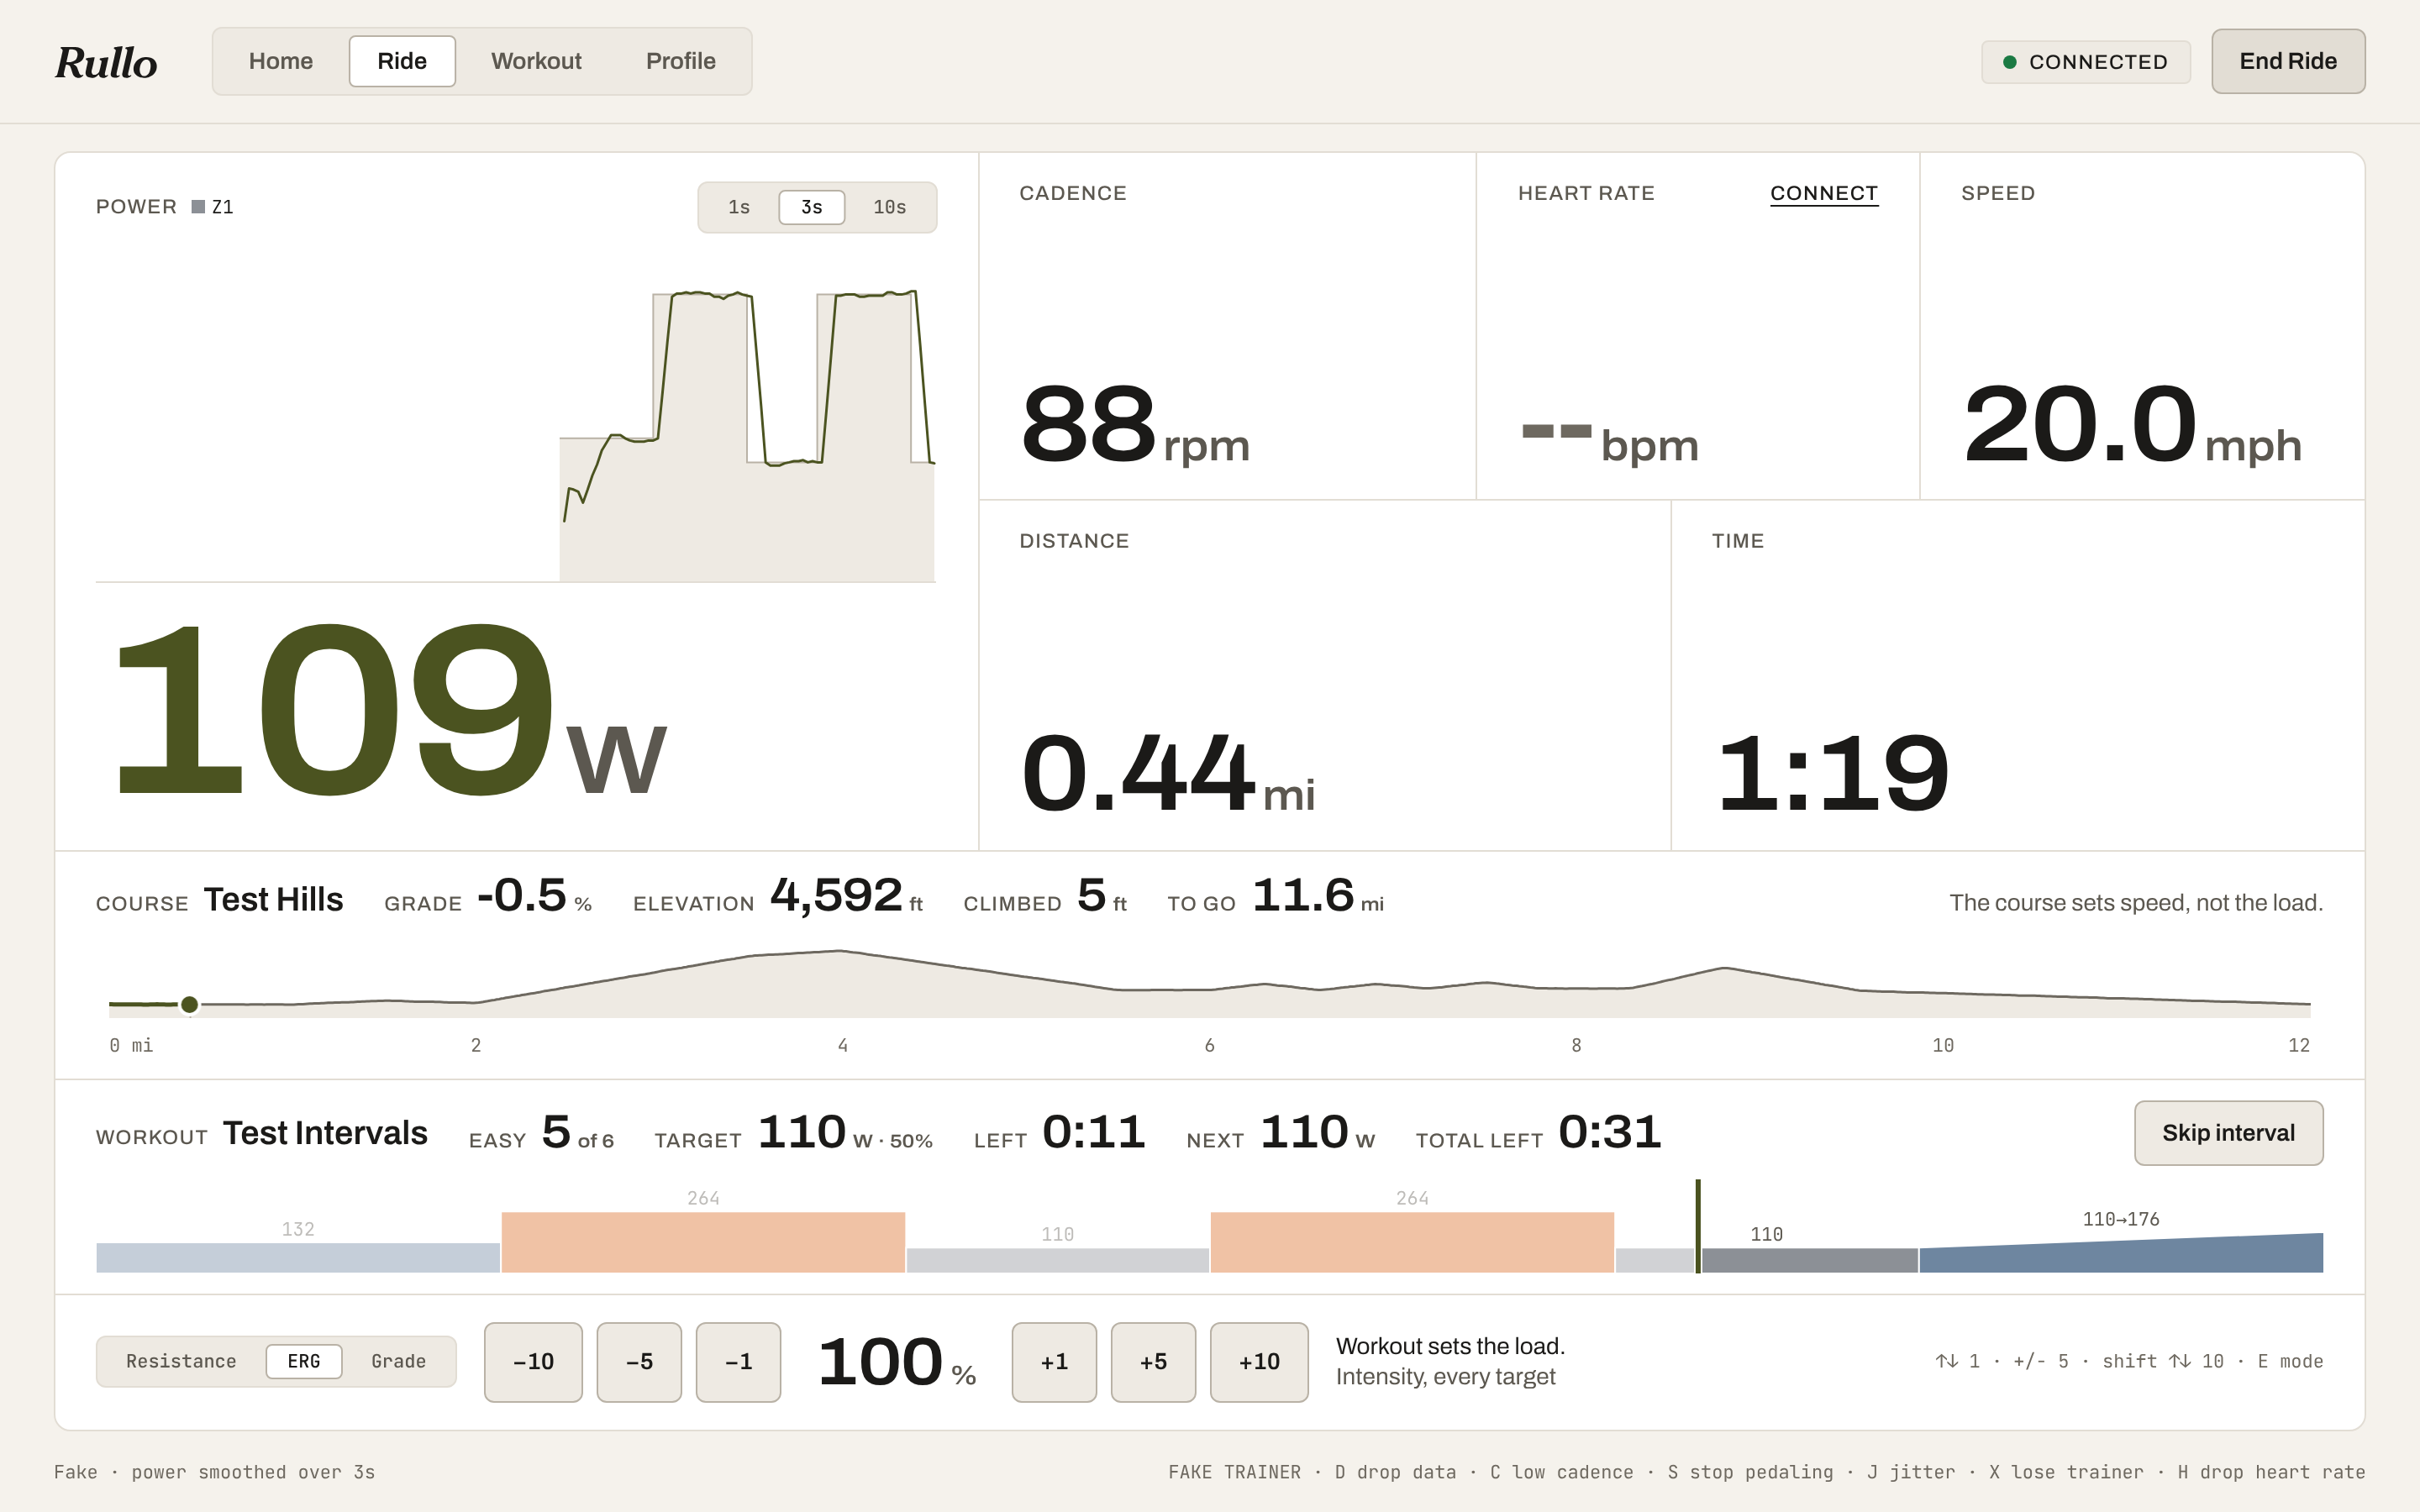 Rullo
Home
Ride
Workout
Profile
CONNECTED
End Ride
POWER
Z1
1s
3s
10s
109 W
CADENCE
88 rpm
HEART RATE
CONNECT
-- bpm
SPEED
20.0 mph
DISTANCE
0.44 mi
TIME
1:19
COURSE Test Hills
GRADE -0.5 %
ELEVATION 4,592 ft
CLIMBED 5 ft
TO GO 11.6 mi
The course sets speed, not the load.
0 mi
2
4
6
8
10
12
WORKOUT Test Intervals
EASY 5 of 6
TARGET 110 W · 50%
LEFT 0:11
NEXT 110 W
TOTAL LEFT 0:31
Skip interval
132
264
110
264
110
110→176
Resistance
ERG
Grade
−10
−5
−1
100 %
+1
+5
+10
Workout sets the load.
Intensity, every target
↑↓ 1 · +/- 5 · shift ↑↓ 10 · E mode
Fake · power smoothed over 3s
FAKE TRAINER · D drop data · C low cadence · S stop pedaling · J jitter · X lose trainer · H drop heart rate